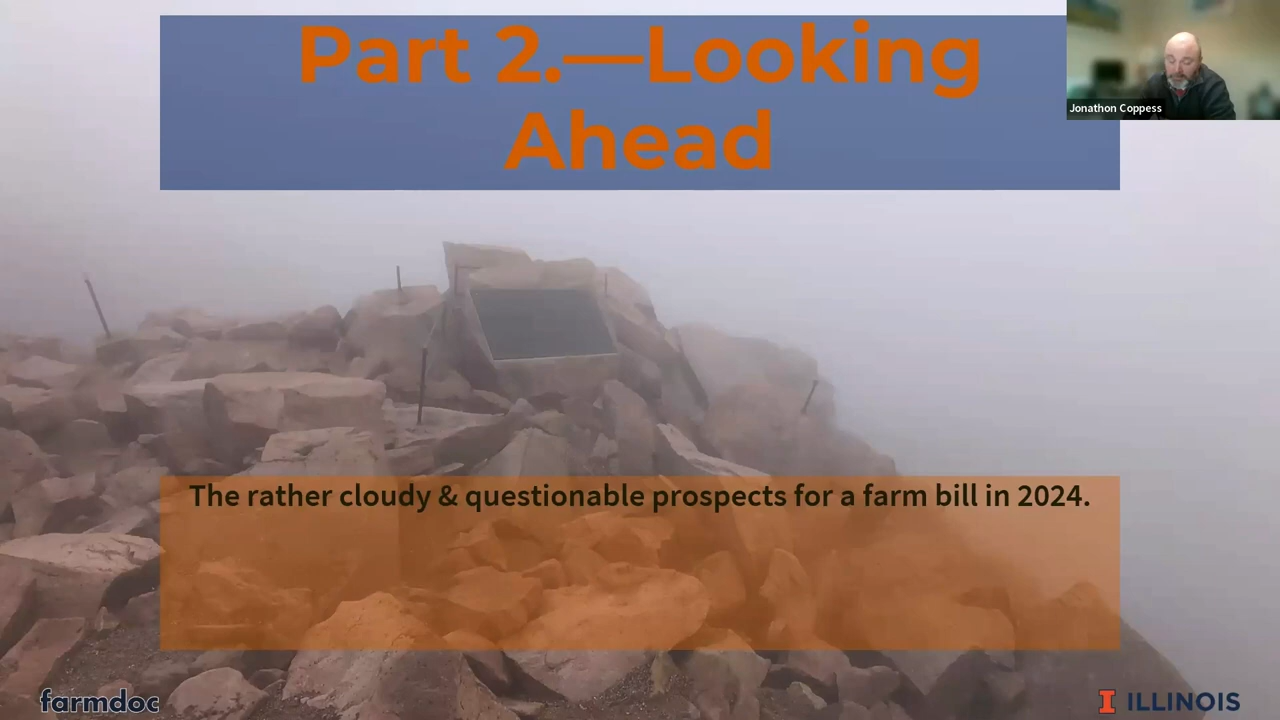 Part 2.—Looking
Ahead
Jonathon Coppess
The rather cloudy & questionable prospects for a farm bill in 2024.
farmdoc
I ILLINOIS